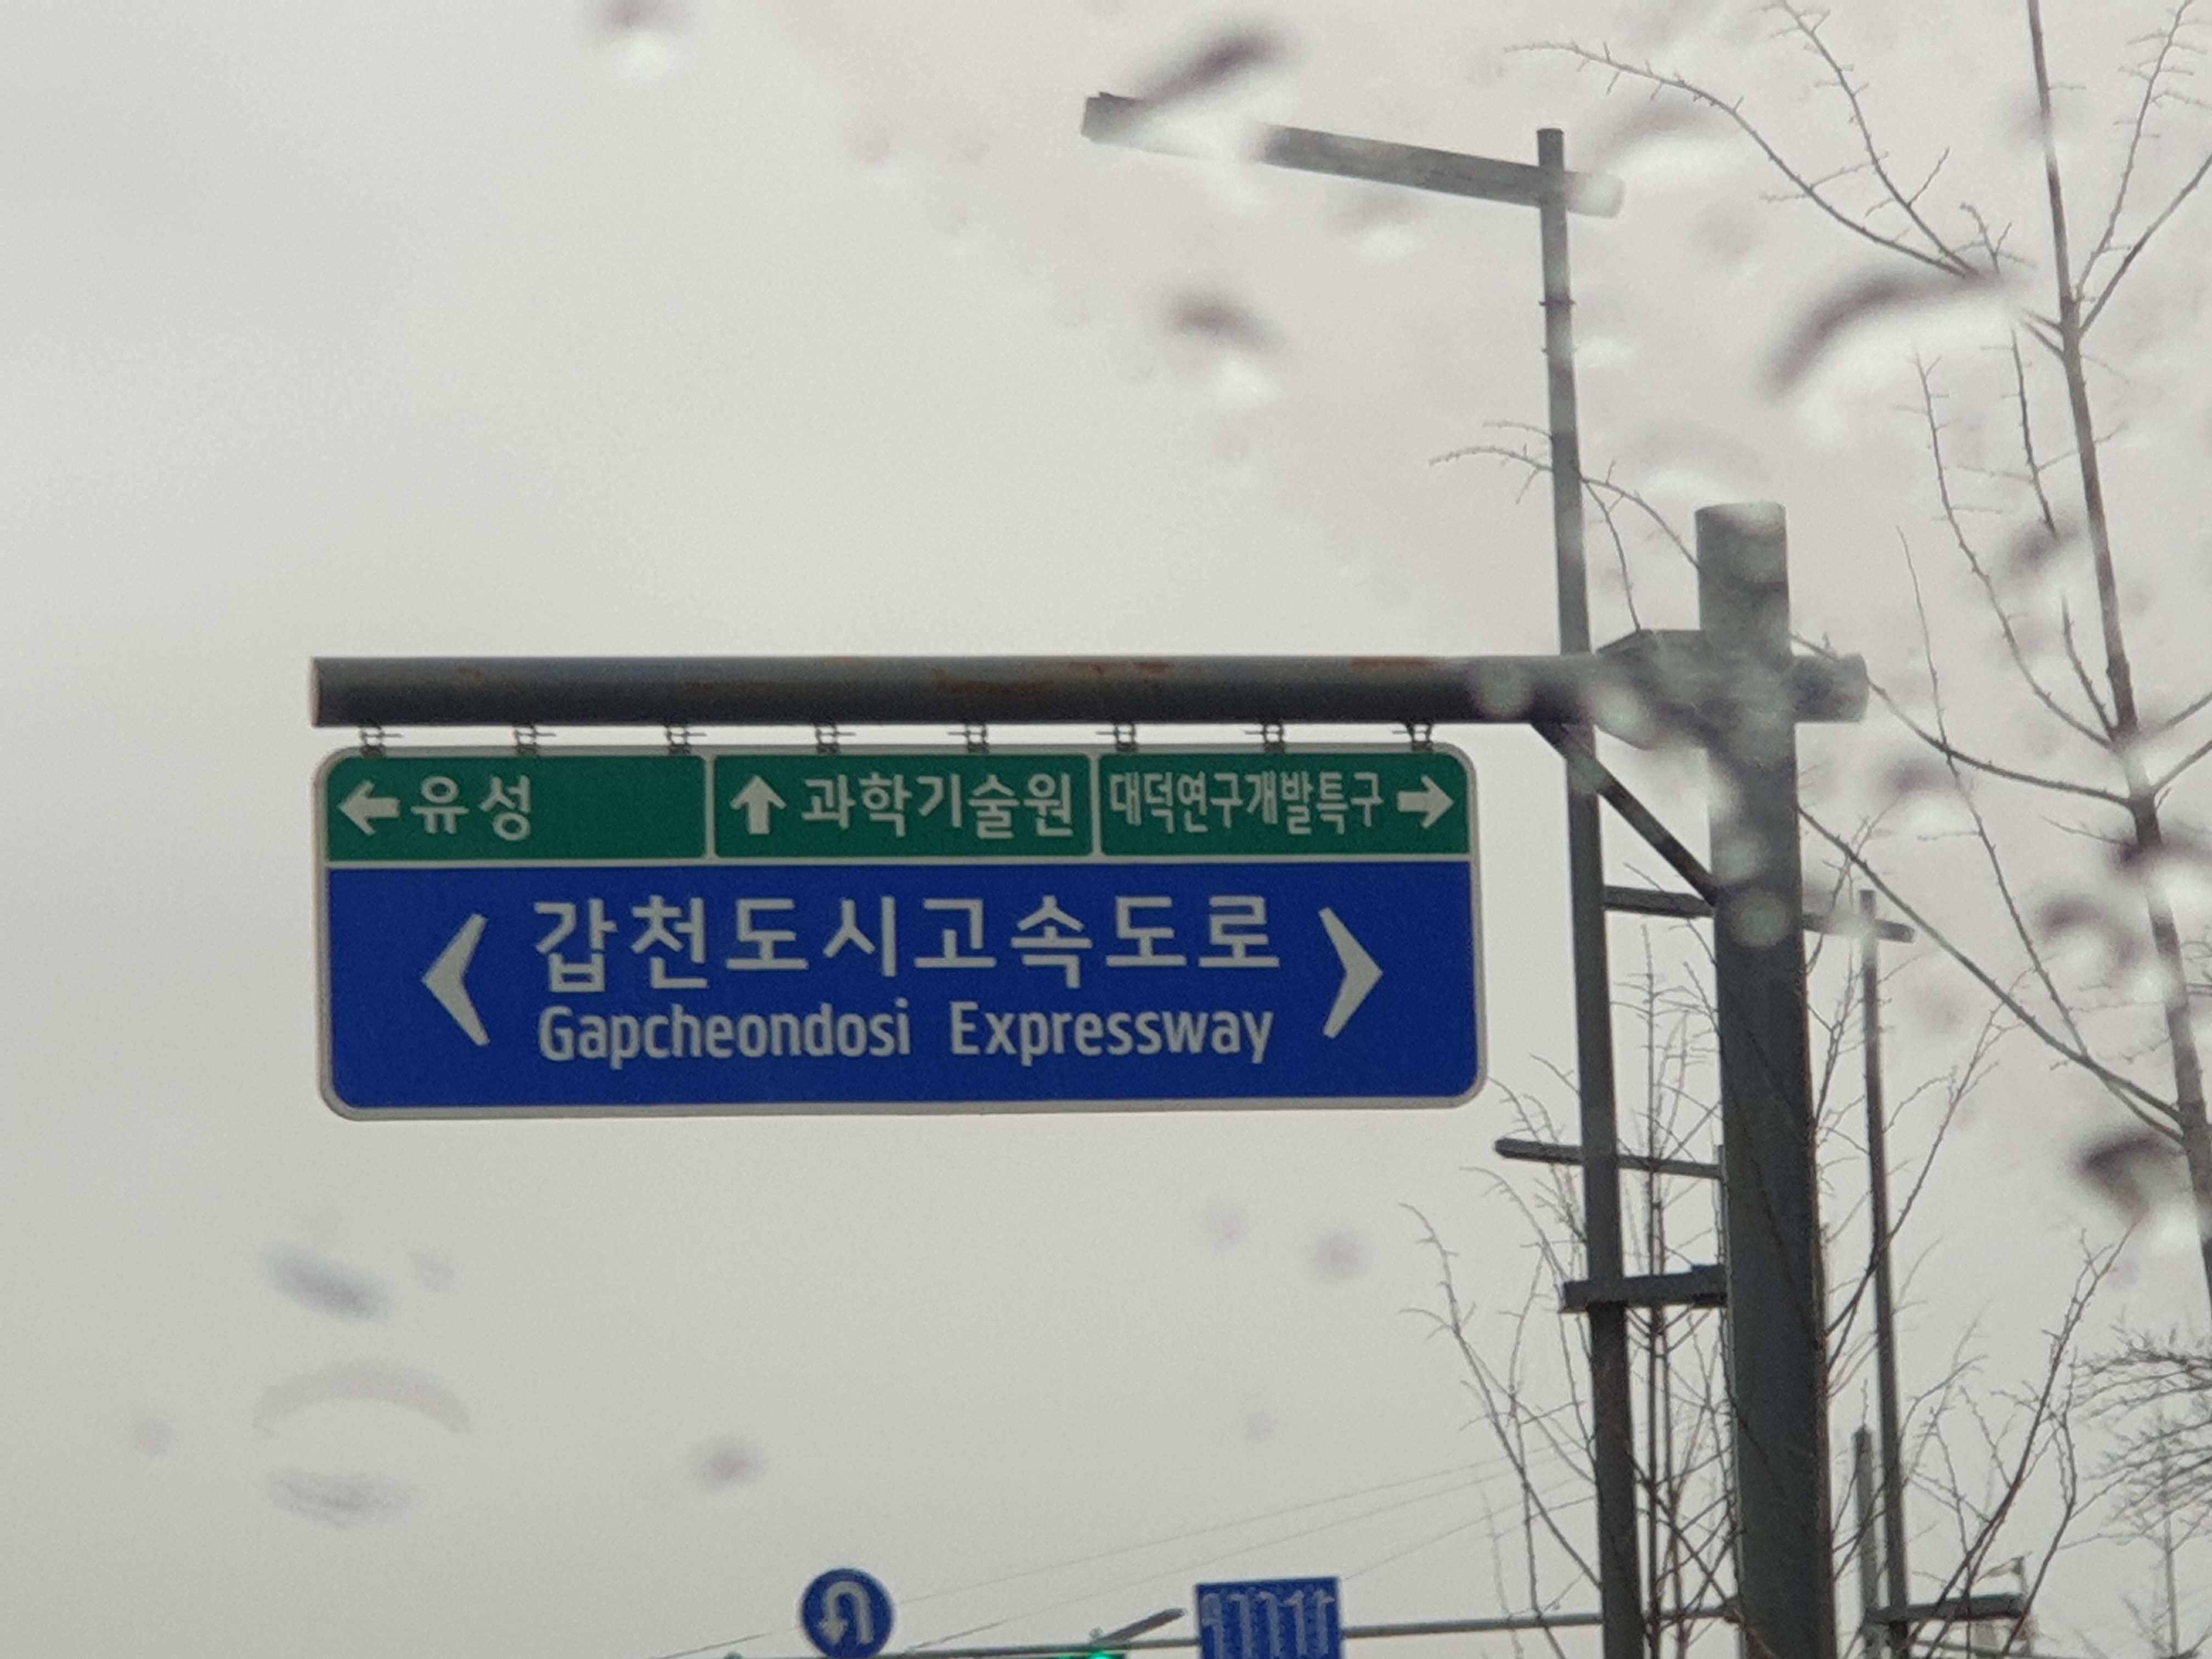 유성 과학기술원 대덕연구개발특구
갑천도시고속도로
Gapcheondosi Expressway